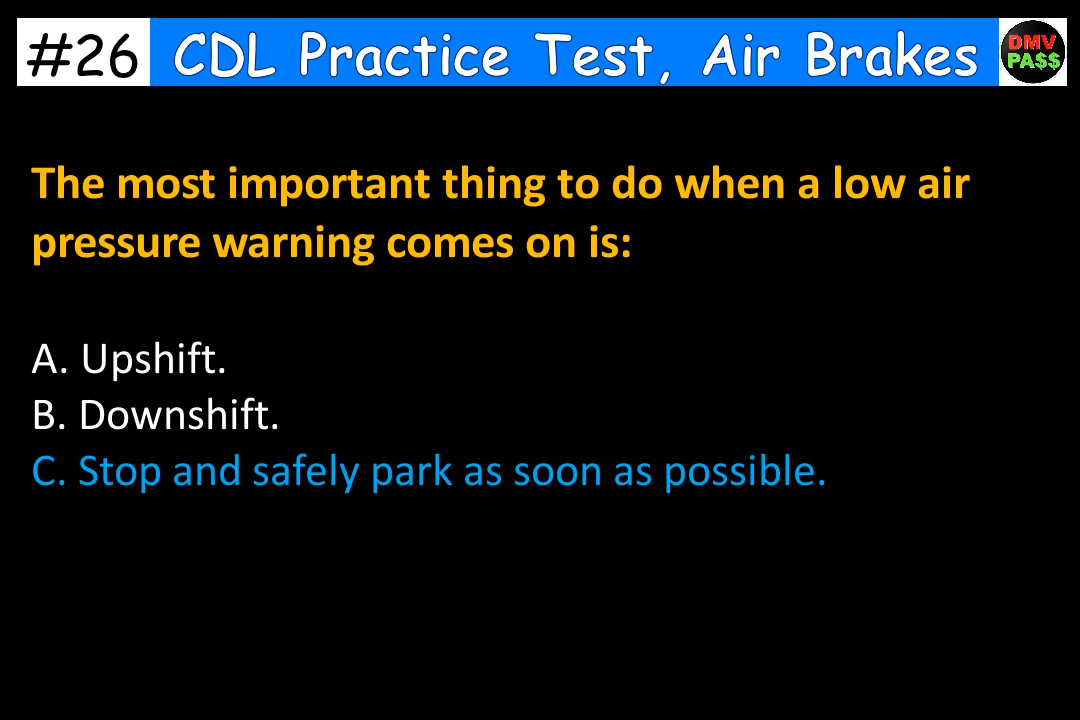 #26 CDL Practice Test, Air Brakes
DMV
PA$$
The most important thing to do when a low air
pressure warning comes on is:
A. Upshift.
B. Downshift.
C. Stop and safely park as soon as possible.